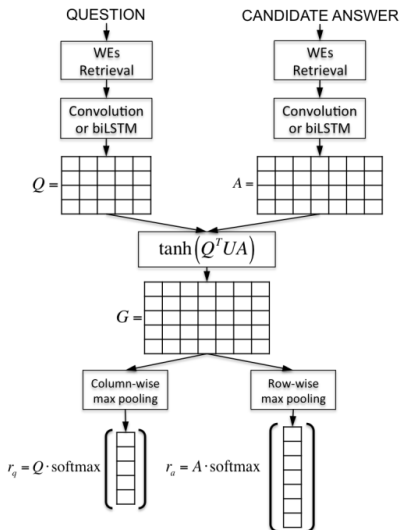 QUESTION
CANDIDATE ANSWER
WEs
Retrieval
WEs
Retrieval
Convolution
or biLSTM
Convolution
or biLSTM
Q =
A =
tanh(QᵀUA)
G =
Column-wise
max pooling
Row-wise
max pooling
r_q = Q · softmax
r_a = A · softmax